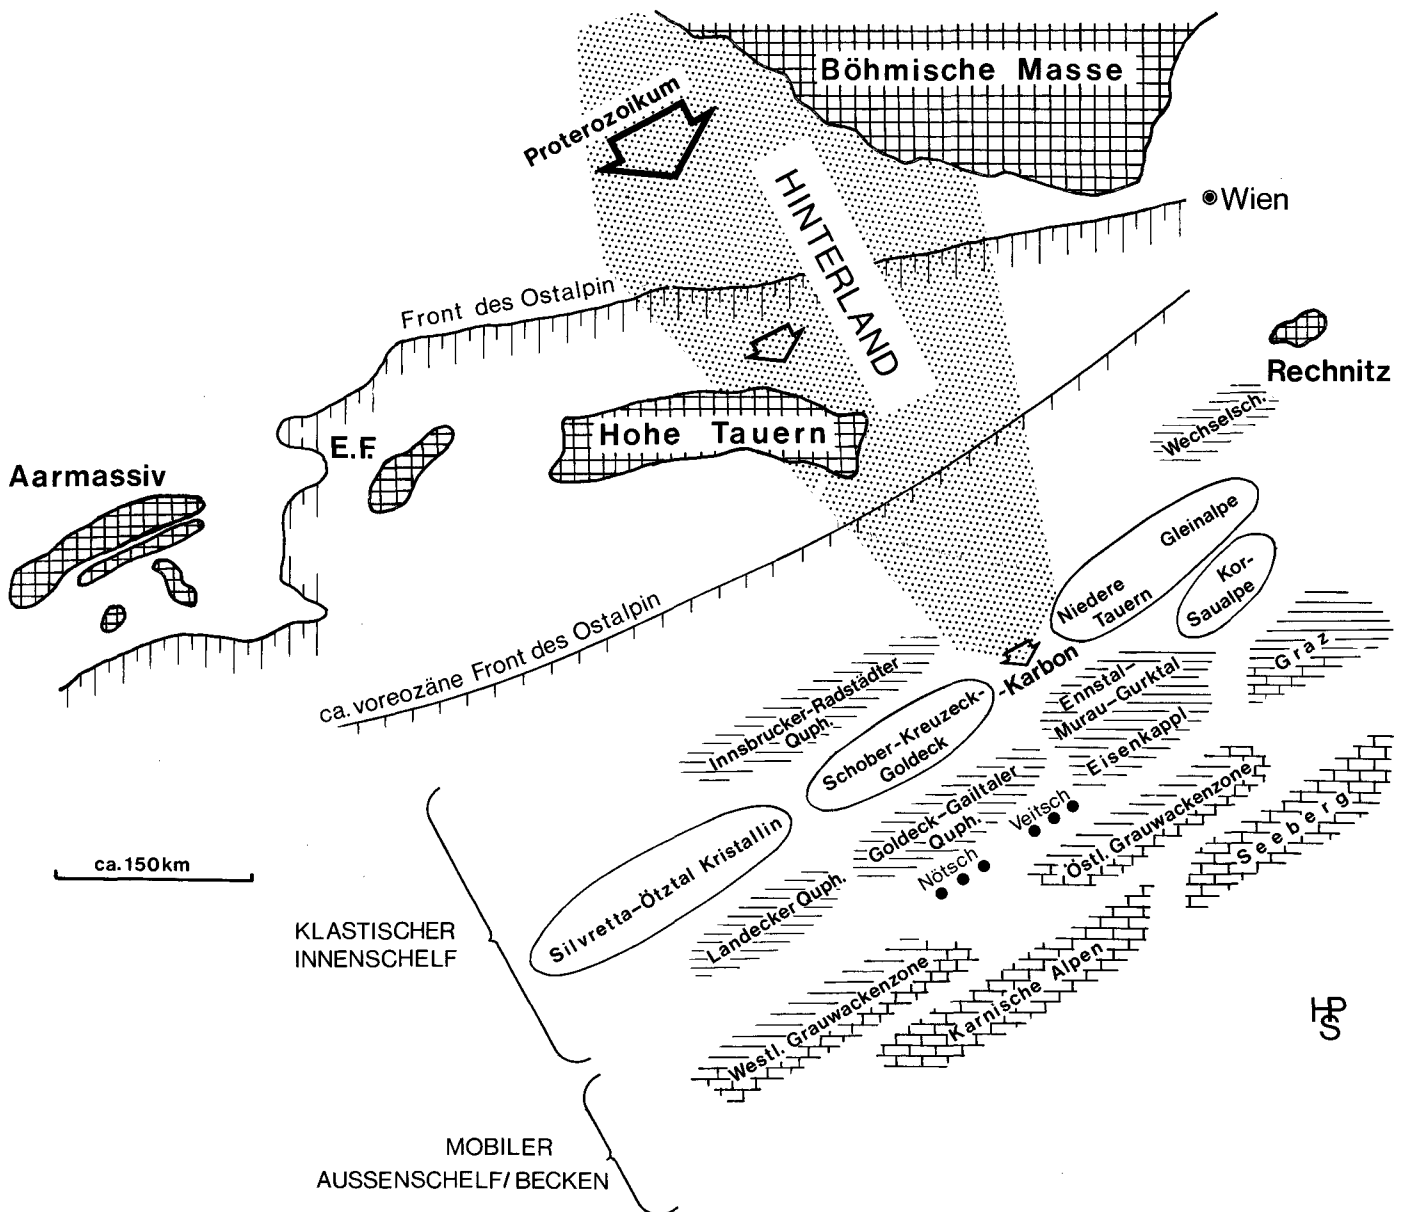 Böhmische Masse
Proterozoikum
HINTERLAND
Wien
Front des Ostalpin
Rechnitz
Wechselsch.
E.F.
Hohe Tauern
Aarmassiv
Gleinalpe
Niedere
Tauern
Kor-
Saualpe
ca. voreozäne Front des Ostalpin
Graz
-Karbon
Ennstal-
Murau-Gurktal
Eisenkappl
Innsbrucker-Radstädter
Quph.
Schober-Kreuzeck-
Goldeck
Goldeck-Gailtaler
Quph.
Veitsch
Nötsch
Östl. Grauwackenzone
Seeberg
Silvretta-Ötztal Kristallin
Landecker Quph.
ca. 150 km
KLASTISCHER
INNENSCHELF
Westl. Grauwackenzone
Karnische Alpen
HPS
MOBILER
AUSSENSCHELF/BECKEN